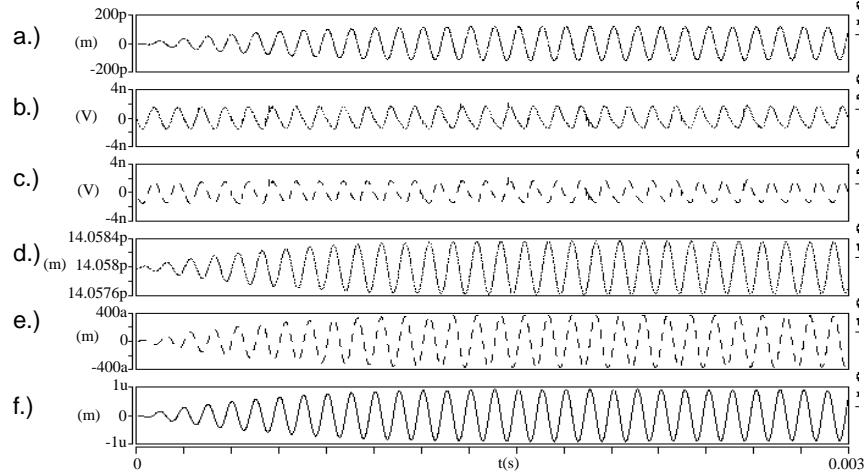 a.)
200p
(m)
0
-200p
b.)
4n
(V)
0
-4n
c.)
4n
(V)
0
-4n
d.)
14.0584p
(m) 14.058p
14.0576p
e.)
400a
(m)
0
-400a
f.)
1u
(m)
0
-1u
0 t(s) 0.003